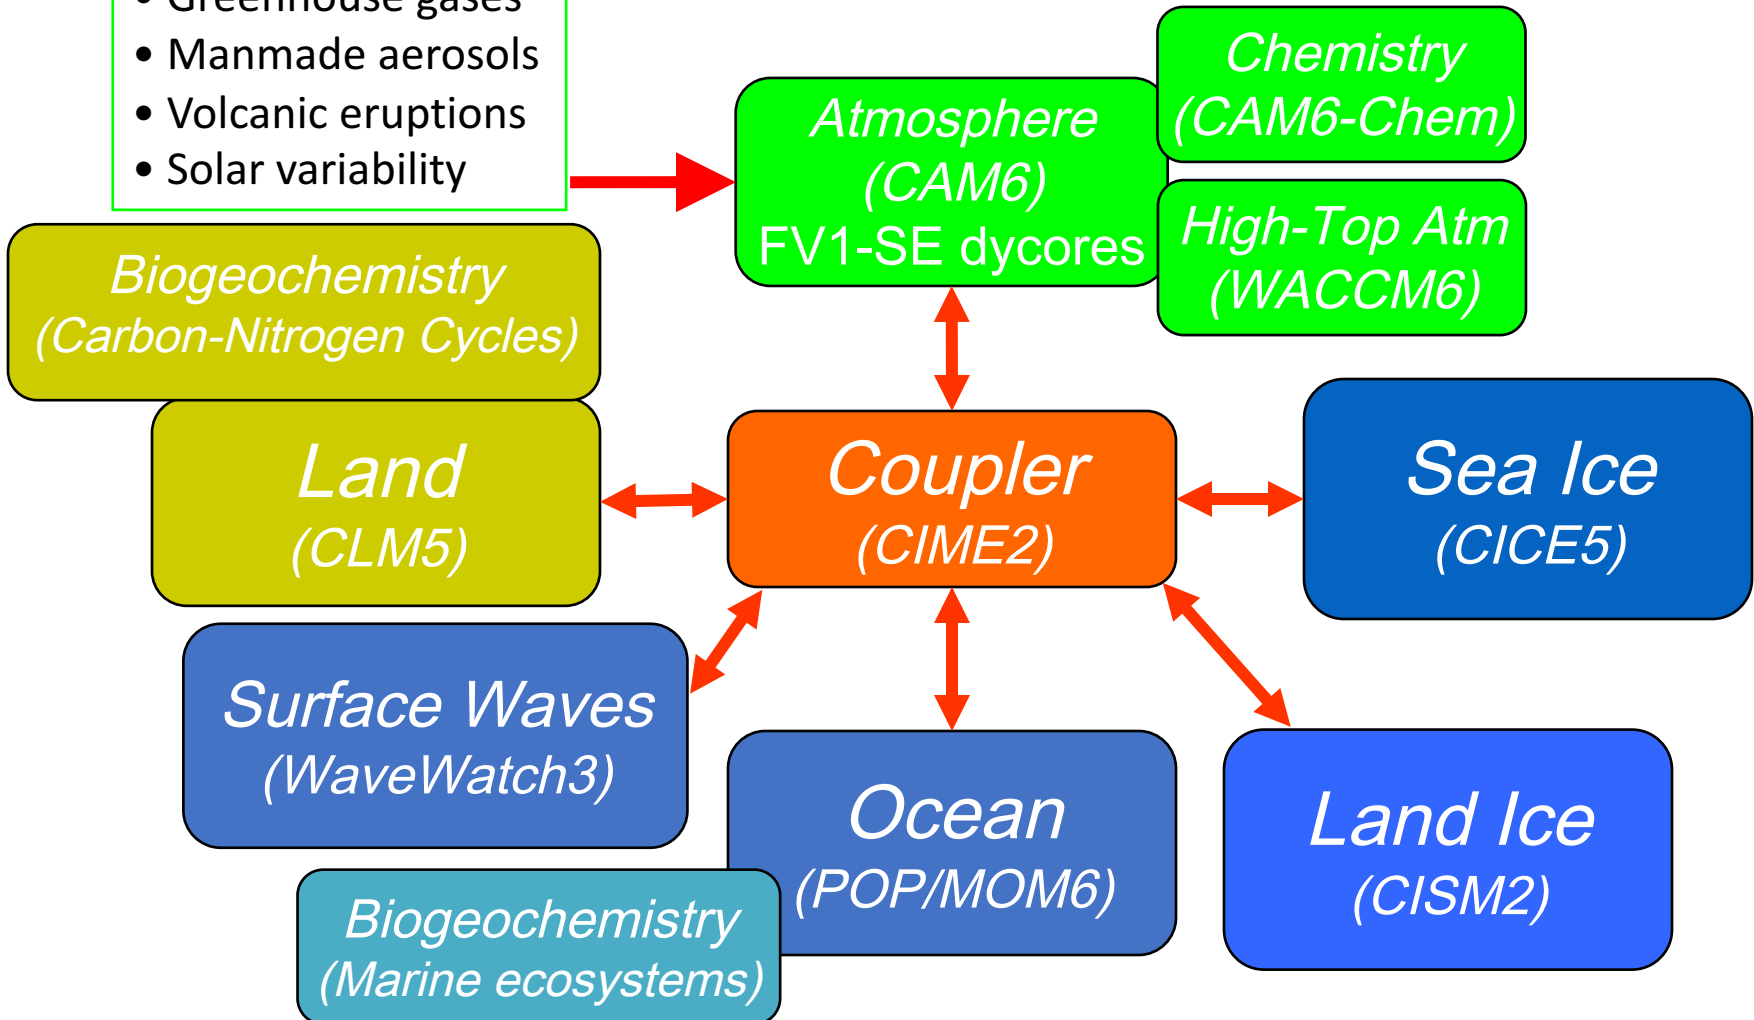 • Greenhouse gases
• Manmade aerosols
• Volcanic eruptions
• Solar variability
Atmosphere
(CAM6)
FV1-SE dycores
Chemistry
(CAM6-Chem)
High-Top Atm
(WACCM6)
Biogeochemistry
(Carbon-Nitrogen Cycles)
Land
(CLM5)
Coupler
(CIME2)
Sea Ice
(CICE5)
Surface Waves
(WaveWatch3)
Ocean
(POP/MOM6)
Land Ice
(CISM2)
Biogeochemistry
(Marine ecosystems)